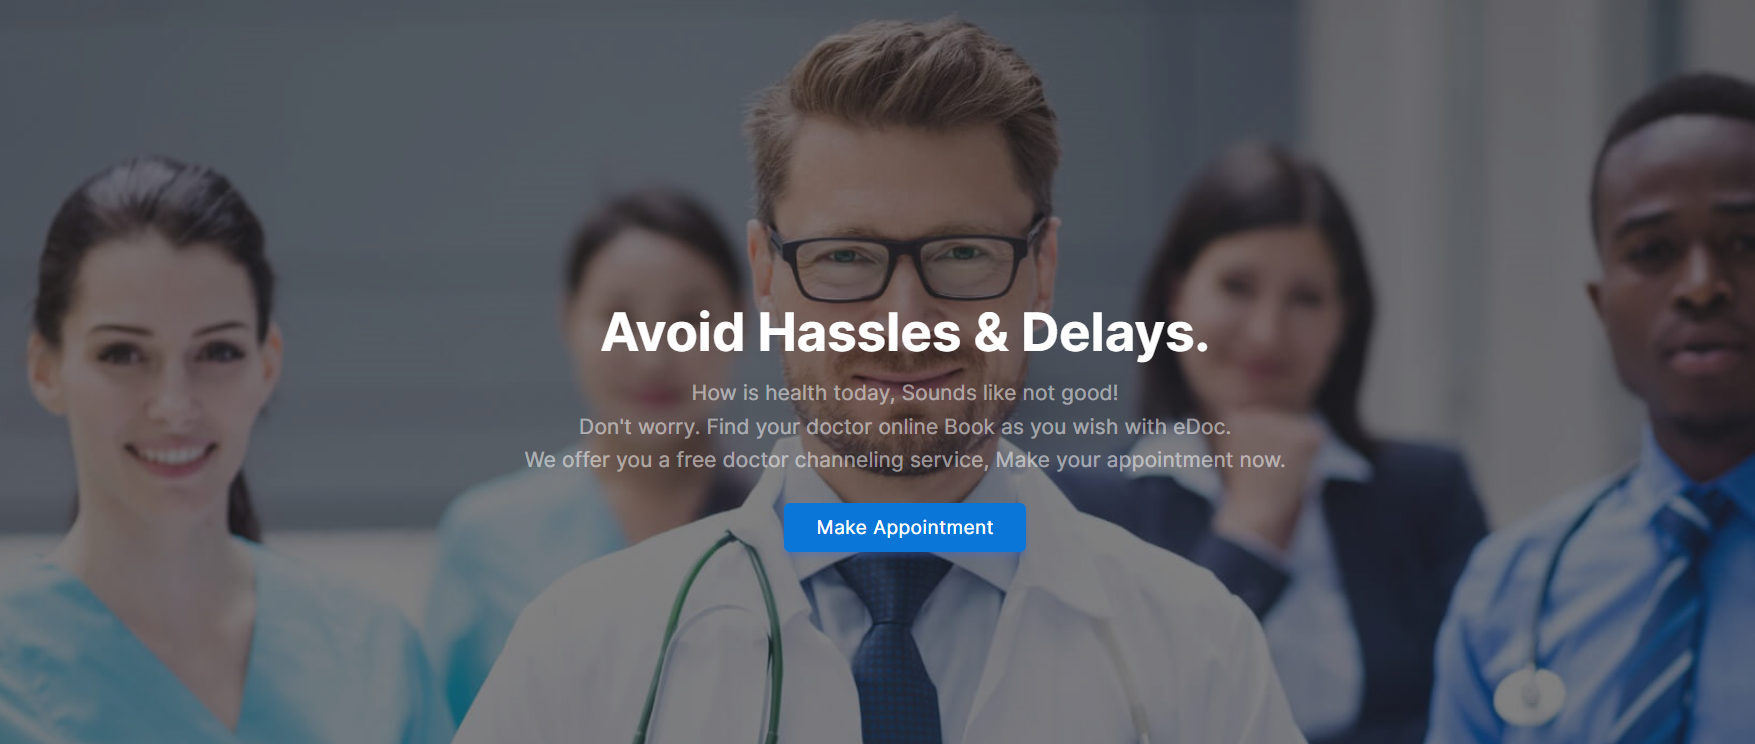 Avoid Hassles & Delays.
How is health today, Sounds like not good!
Don't worry. Find your doctor online Book as you wish with eDoc.
We offer you a free doctor channeling service, Make your appointment now.
Make Appointment